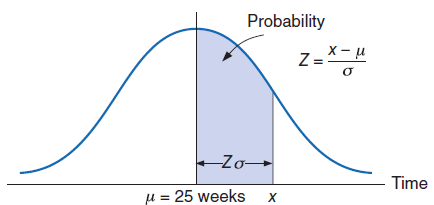 Probability
Z = x − μ / σ
Zσ
Time
μ = 25 weeks x